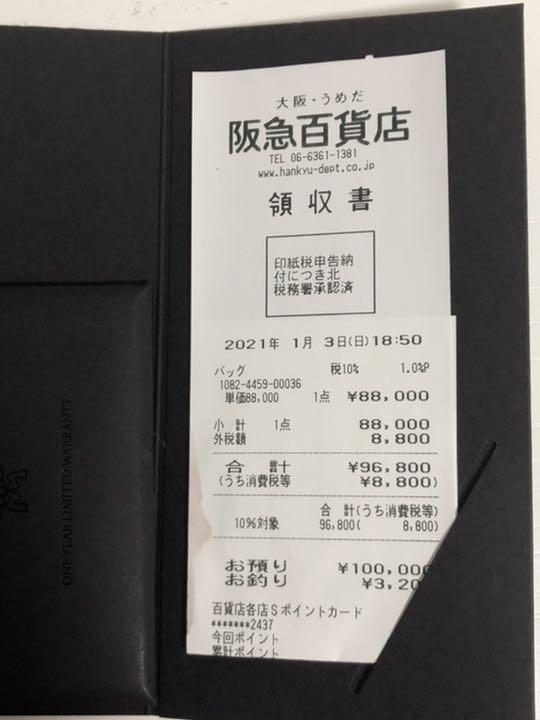 大阪・うめだ
阪急百貨店
TEL 06-6361-1381
www.hankyu-dept.co.jp
領収書
印紙税申告納
付につき北
税務署承認済
2021年 1月 3日(日)18:50
バッグ 税10% 1.0%P
1082-4459-00036
単価88,000 1点 ¥88,000
小計 1点 88,000
外税額 8,800
合計 ¥96,800
(うち消費税等 ¥8,800)
合計(うち消費税等)
10%対象 96,800( 8,800)
お預り ¥100,000
お釣り ¥3,20
百貨店各店Sポイントカード
*******2437
今回ポイント
累計ポイント
ONE YEAR LIMITED WARRANTY